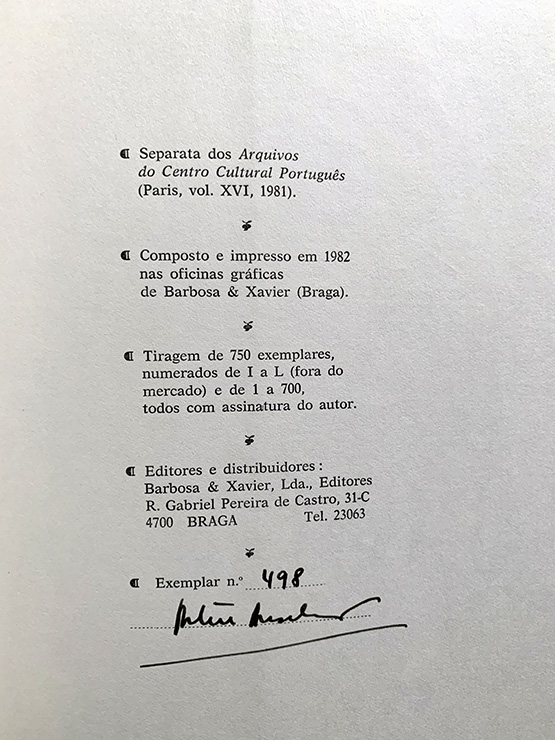 ¶ Separata dos Arquivos
do Centro Cultural Português
(Paris, vol. XVI, 1981).
¶ Composto e impresso em 1982
nas oficinas gráficas
de Barbosa & Xavier (Braga).
¶ Tiragem de 750 exemplares,
numerados de I a L (fora do
mercado) e de 1 a 700,
todos com assinatura do autor.
¶ Editores e distribuidores :
Barbosa & Xavier, Lda., Editores
R. Gabriel Pereira de Castro, 31-C
4700 BRAGA Tel. 23063
¶ Exemplar n.º 498